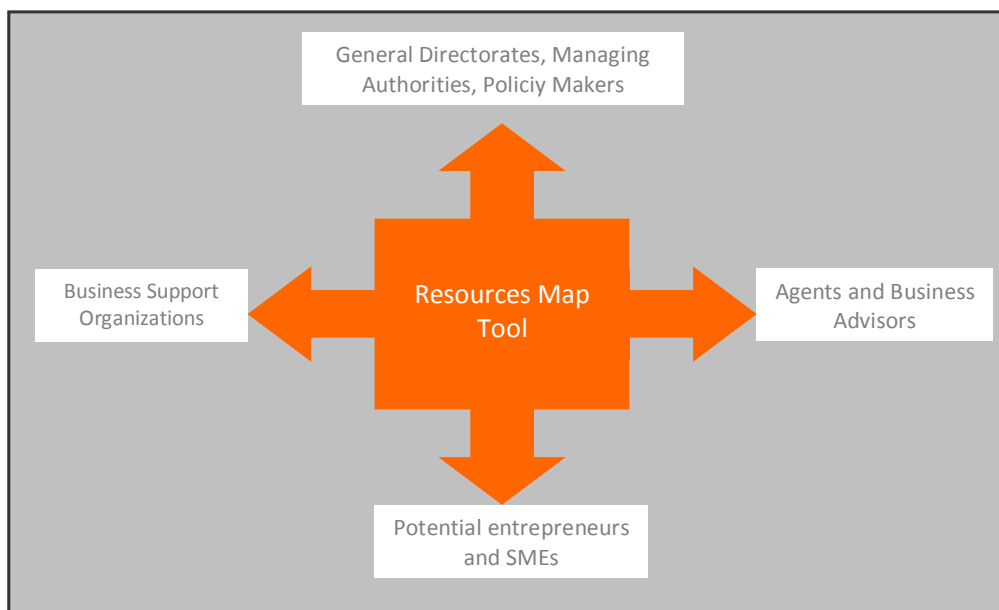 General Directorates, Managing
Authorities, Policiy Makers
Business Support
Organizations
Resources Map
Tool
Agents and Business
Advisors
Potential entrepreneurs
and SMEs